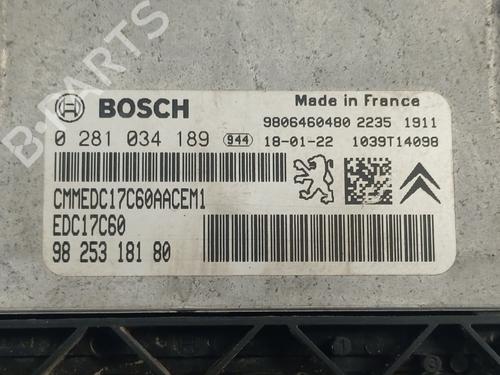 B-PARTS
BOSCH
Made in France
9806460480 2235 1911
0 281 034 189 944 18-01-22 1039T14098
CMMEDC17C60AACEM1
EDC17C60
98 253 181 80